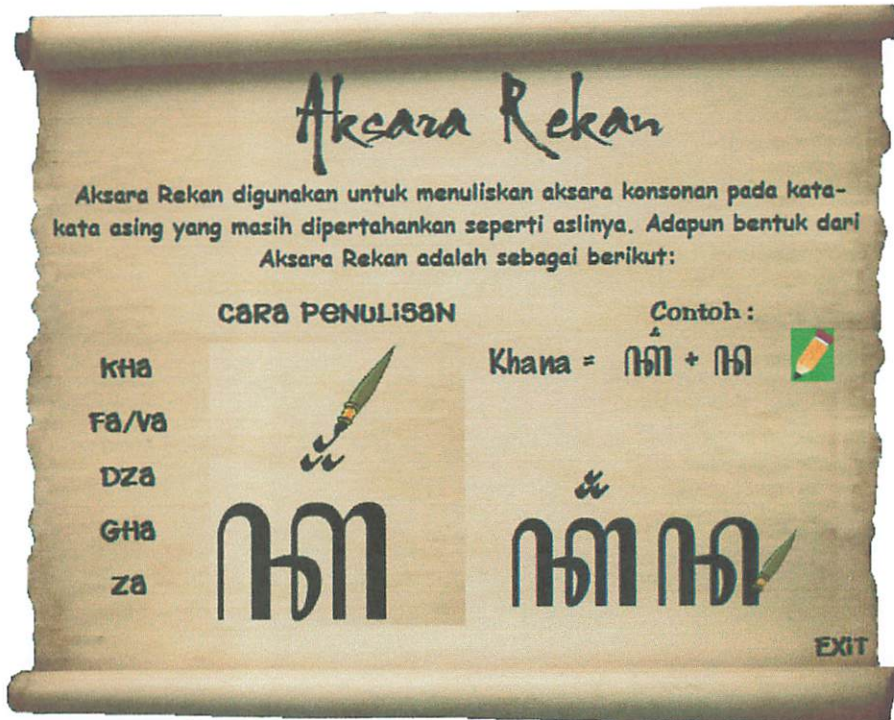 Aksara Rekan
Aksara Rekan digunakan untuk menuliskan aksara konsonan pada kata-
kata asing yang masih dipertahankan seperti aslinya. Adapun bentuk dari
Aksara Rekan adalah sebagai berikut:
CARA PENULISAN
KHA
FA/VA
DZA
GHA
ZA
ꦏ꦳
Contoh :
Khana = ꦏ꦳ + ꦤ
ꦏ꦳ꦤ
EXIT